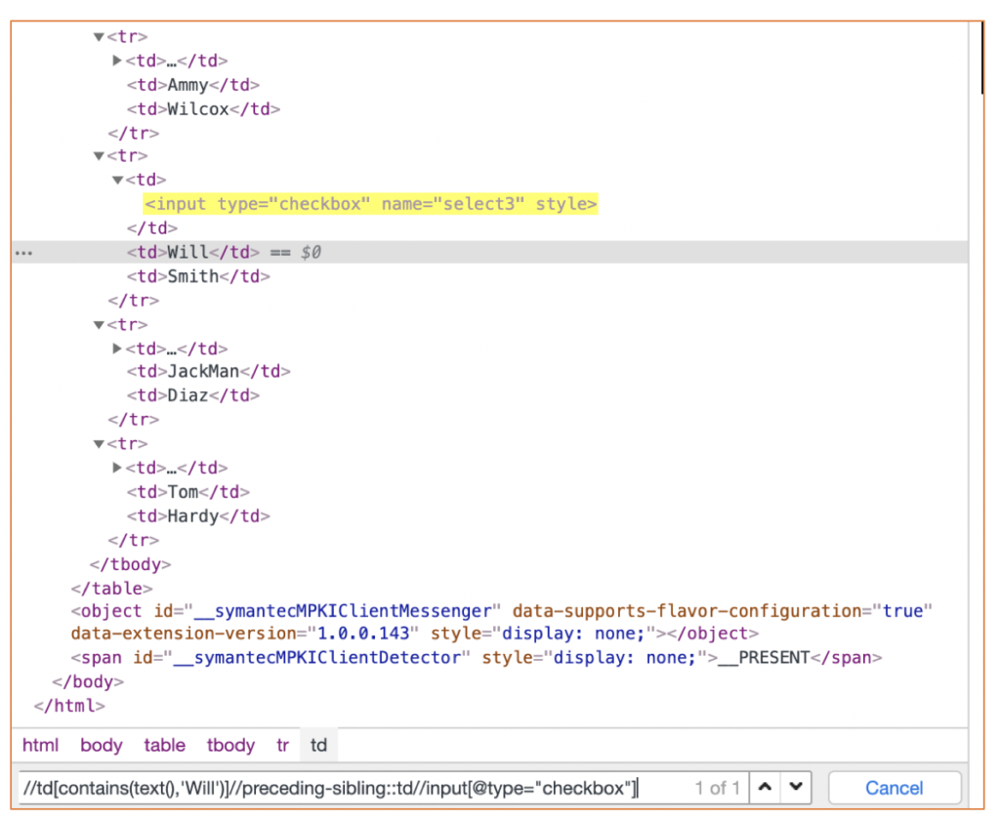 ▼<tr>
▶<td>…</td>
<td>Ammy</td>
<td>Wilcox</td>
</tr>
▼<tr>
▼<td>
<input type="checkbox" name="select3" style>
</td>
... <td>Will</td> == $0
<td>Smith</td>
</tr>
▼<tr>
▶<td>…</td>
<td>JackMan</td>
<td>Diaz</td>
</tr>
▼<tr>
▶<td>…</td>
<td>Tom</td>
<td>Hardy</td>
</tr>
</tbody>
</table>
<object id="__symantecMPKIClientMessenger" data-supports-flavor-configuration="true"
data-extension-version="1.0.0.143" style="display: none;"></object>
<span id="__symantecMPKIClientDetector" style="display: none;">__PRESENT</span>
</body>
</html>
html body table tbody tr td
//td[contains(text(),'Will')]//preceding-sibling::td//input[@type="checkbox"] 1 of 1 Cancel